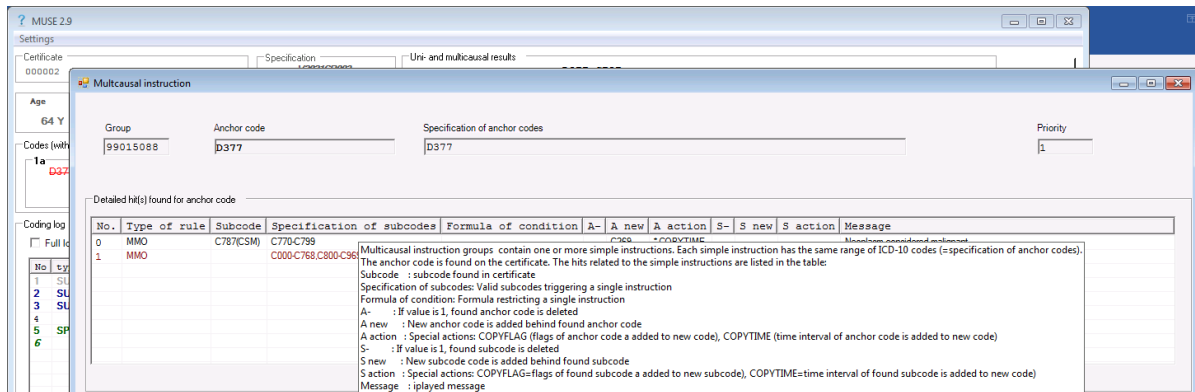 MUSE 2.9
Settings
Certificate
000002
Specification
Uni- and multicausal results
Multcausal instruction
Age
64 Y
Group
99015088
Anchor code
D377
Specification of anchor codes
D377
Priority
1
Codes (with
1a
D37
Detailed hit(s) found for anchor code
No. Type of rule Subcode Specification of subcodes Formula of condition A- A new A action S- S new S action Message
0 MMO C787(CSM) C770-C799
1 MMO C000-C768,C800-C96
Coding log
Full lo
No ty
1 SU
2 SU
3 SU
4
5 SP
6
Multicausal instruction groups contain one or more simple instructions. Each simple instruction has the same range of ICD-10 codes (=specification of anchor codes).
The anchor code is found on the certificate. The hits related to the simple instructions are listed in the table:
Subcode : subcode found in certificate
Specification of subcodes: Valid subcodes triggering a single instruction
Formula of condition: Formula restricting a single instruction
A- : If value is 1, found anchor code is deleted
A new : New anchor code is added behind found anchor code
A action : Special actions: COPYFLAG (flags of anchor code a added to new code), COPYTIME (time interval of anchor code is added to new code)
S- : If value is 1, found subcode is deleted
S new : New subcode code is added behind found subcode
S action : Special actions: COPYFLAG=flags of found subcode a added to new subcode), COPYTIME=time interval of found subcode is added to new code)
Message : iplayed message